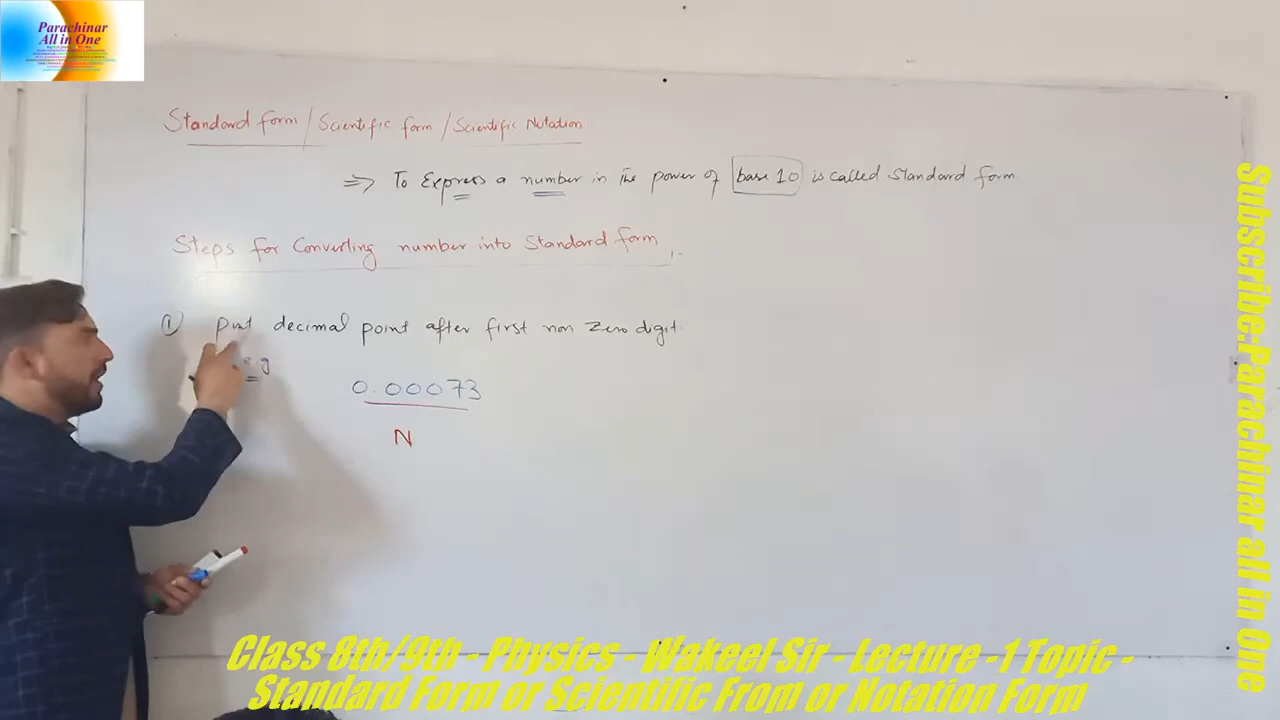 Parachinar
All in One
Standard form / Scientific form / Scientific Notation
⇒ To Express a number in the power of base 10 is called Standard form.
Steps for Converting number into Standard form
① Put decimal point after first non zero digit.
e.g
0.00073
N
Subscribe:Parachinar all in One
Class 8th/9th - Physics - Wakeel Sir - Lecture -1 Topic -
Standard Form or Scientific From or Notation Form